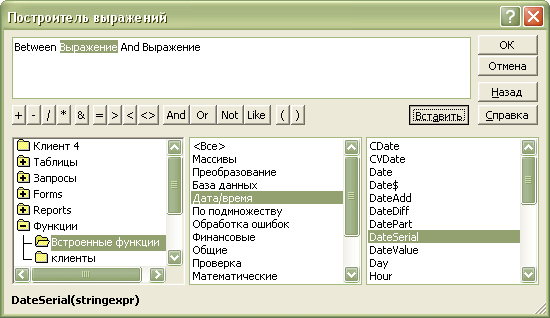 Построитель выражений
Between Выражение And Выражение
OK
Отмена
Назад
Справка
+ - / * & = > < <> And Or Not Like ( ) Вставить
Клиент 4
Таблицы
Запросы
Forms
Reports
Функции
Встроенные функции
клиенты
<Все>
Массивы
Преобразование
База данных
Дата/время
По подмножеству
Обработка ошибок
Финансовые
Общие
Проверка
Математические
CDate
CVDate
Date
Date$
DateAdd
DateDiff
DatePart
DateSerial
DateValue
Day
Hour
DateSerial(stringexpr)